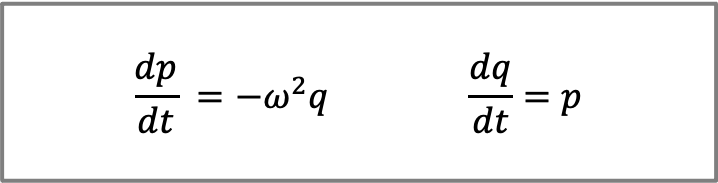 dp/dt = −ω²q    dq/dt = p